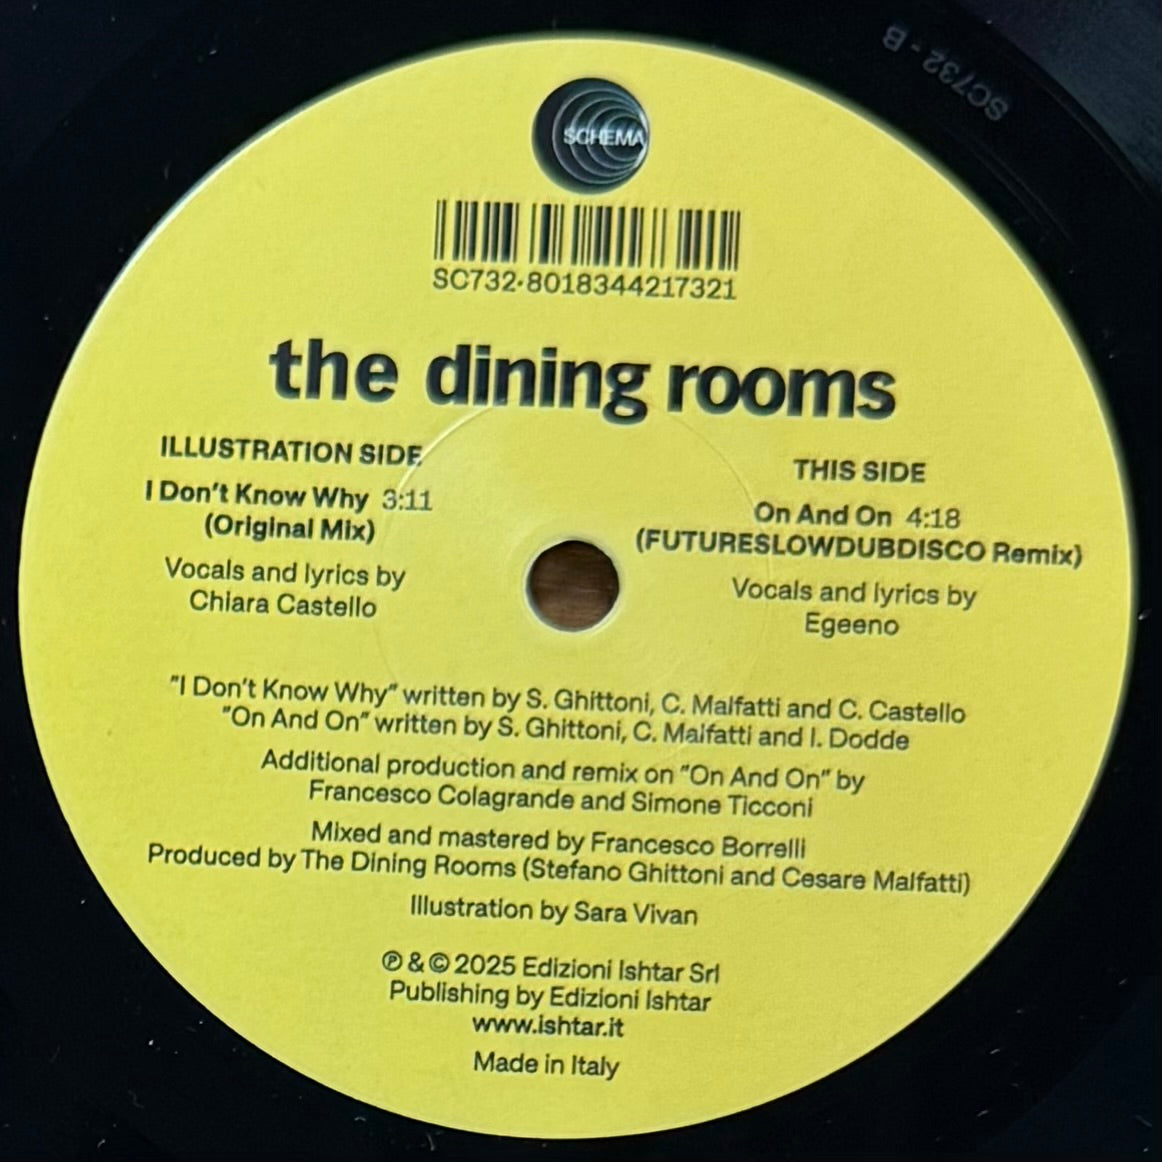 SC732 - B
SCHEMA
SC732·8018344217321
the dining rooms
ILLUSTRATION SIDE
I Don't Know Why 3:11
(Original Mix)
Vocals and lyrics by
Chiara Castello
THIS SIDE
On And On 4:18
(FUTURESLOWDUBDISCO Remix)
Vocals and lyrics by
Egeeno
"I Don't Know Why" written by S. Ghittoni, C. Malfatti and C. Castello
"On And On" written by S. Ghittoni, C. Malfatti and I. Dodde
Additional production and remix on "On And On" by
Francesco Colagrande and Simone Ticconi
Mixed and mastered by Francesco Borrelli
Produced by The Dining Rooms (Stefano Ghittoni and Cesare Malfatti)
Illustration by Sara Vivan
℗ & © 2025 Edizioni Ishtar Srl
Publishing by Edizioni Ishtar
www.ishtar.it
Made in Italy